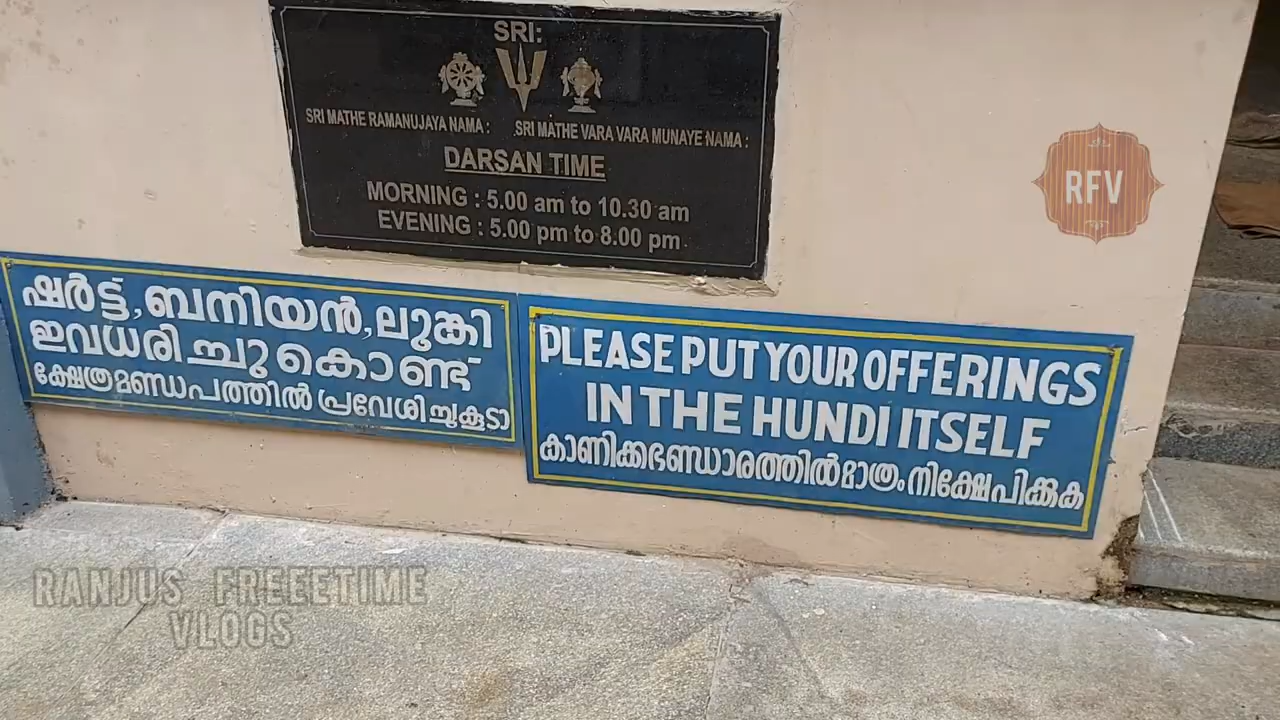 SRI:
SRI MATHE RAMANUJAYA NAMA : SRI MATHE VARA VARA MUNAYE NAMA :
DARSAN TIME
MORNING : 5.00 am to 10.30 am
EVENING : 5.00 pm to 8.00 pm.
RFV
ഷർട്ട്, ബനിയൻ, ലുങ്കി
ഇവധരിച്ചുകൊണ്ട്
ക്ഷേത്രമണ്ഡപത്തിൽ പ്രവേശിച്ചുകൂടാ
PLEASE PUT YOUR OFFERINGS
IN THE HUNDI ITSELF
കാണിക്കഭണ്ഡാരത്തിൽമാത്രംനിക്ഷേപിക്കുക
RANJUS FREEETIME
VLOGS